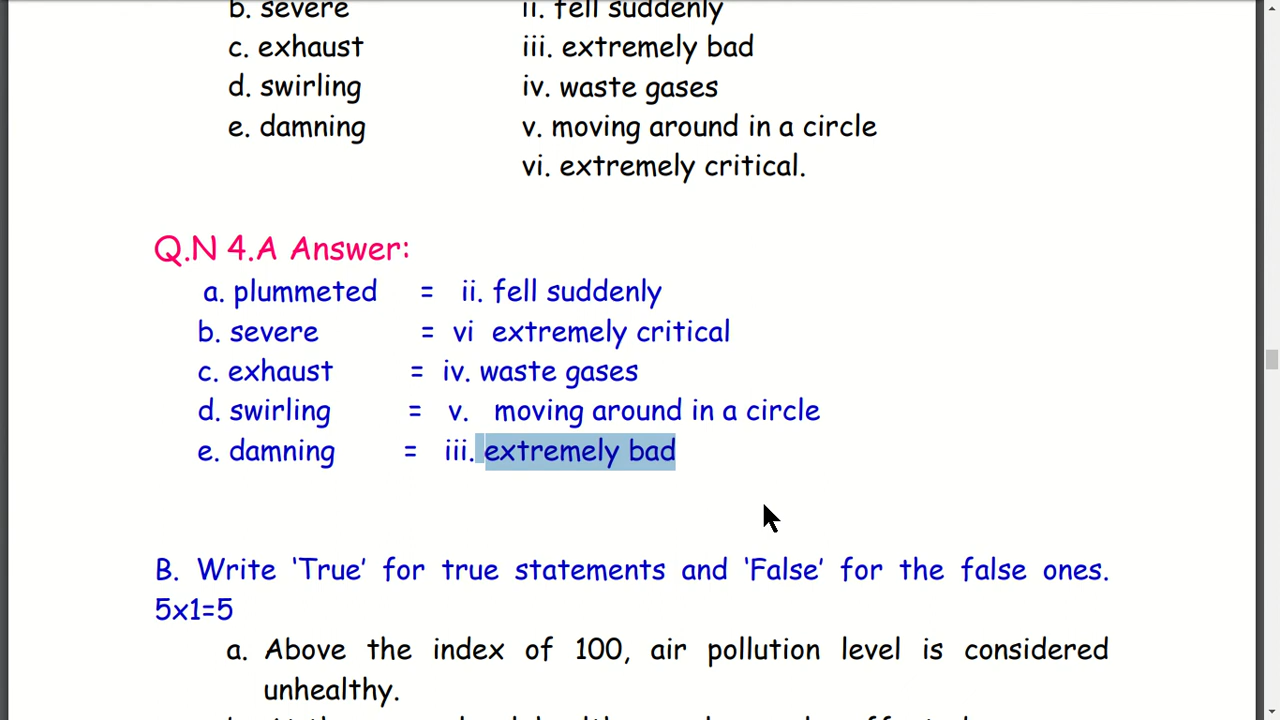 b. severe ii. fell suddenly
c. exhaust iii. extremely bad
d. swirling iv. waste gases
e. damning v. moving around in a circle
vi. extremely critical.
Q.N 4.A Answer:
a. plummeted = ii. fell suddenly
b. severe = vi extremely critical
c. exhaust = iv. waste gases
d. swirling = v. moving around in a circle
e. damning = iii. extremely bad
B. Write ‘True’ for true statements and ‘False’ for the false ones.
5x1=5
a. Above the index of 100, air pollution level is considered
unhealthy.